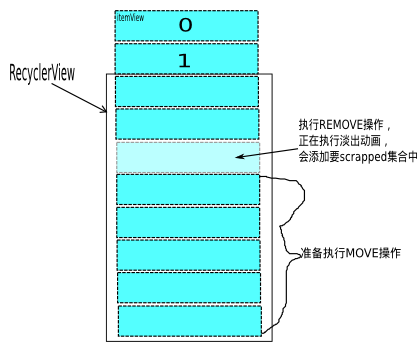 itemView
0
1
RecyclerView
执行REMOVE操作，
正在执行淡出动画，
会添加要scrapped集合中
准备执行MOVE操作